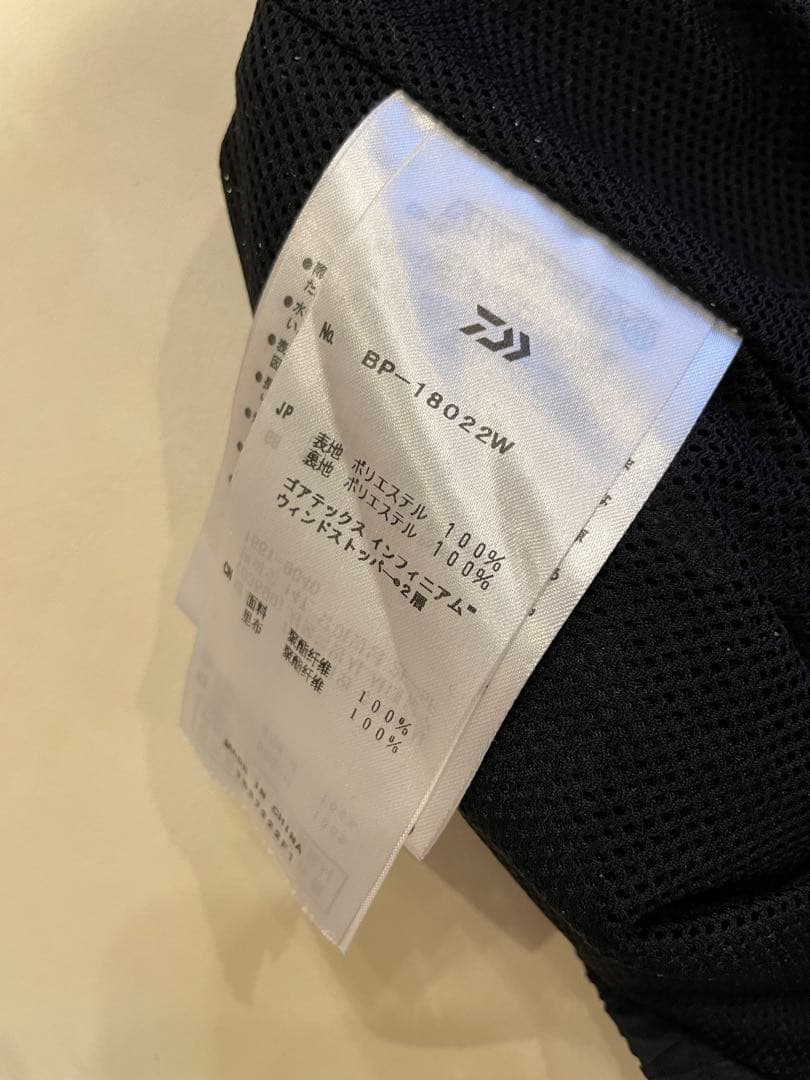 No. BP-18022W
JP
表地 ポリエステル 100%
裏地 ポリエステル 100%
ゴアテックス インフィニアム™
ウィンドストッパー®2層
CN
面料 聚酯纤维 100%
里布 聚酯纤维 100%
MADE IN CHINA